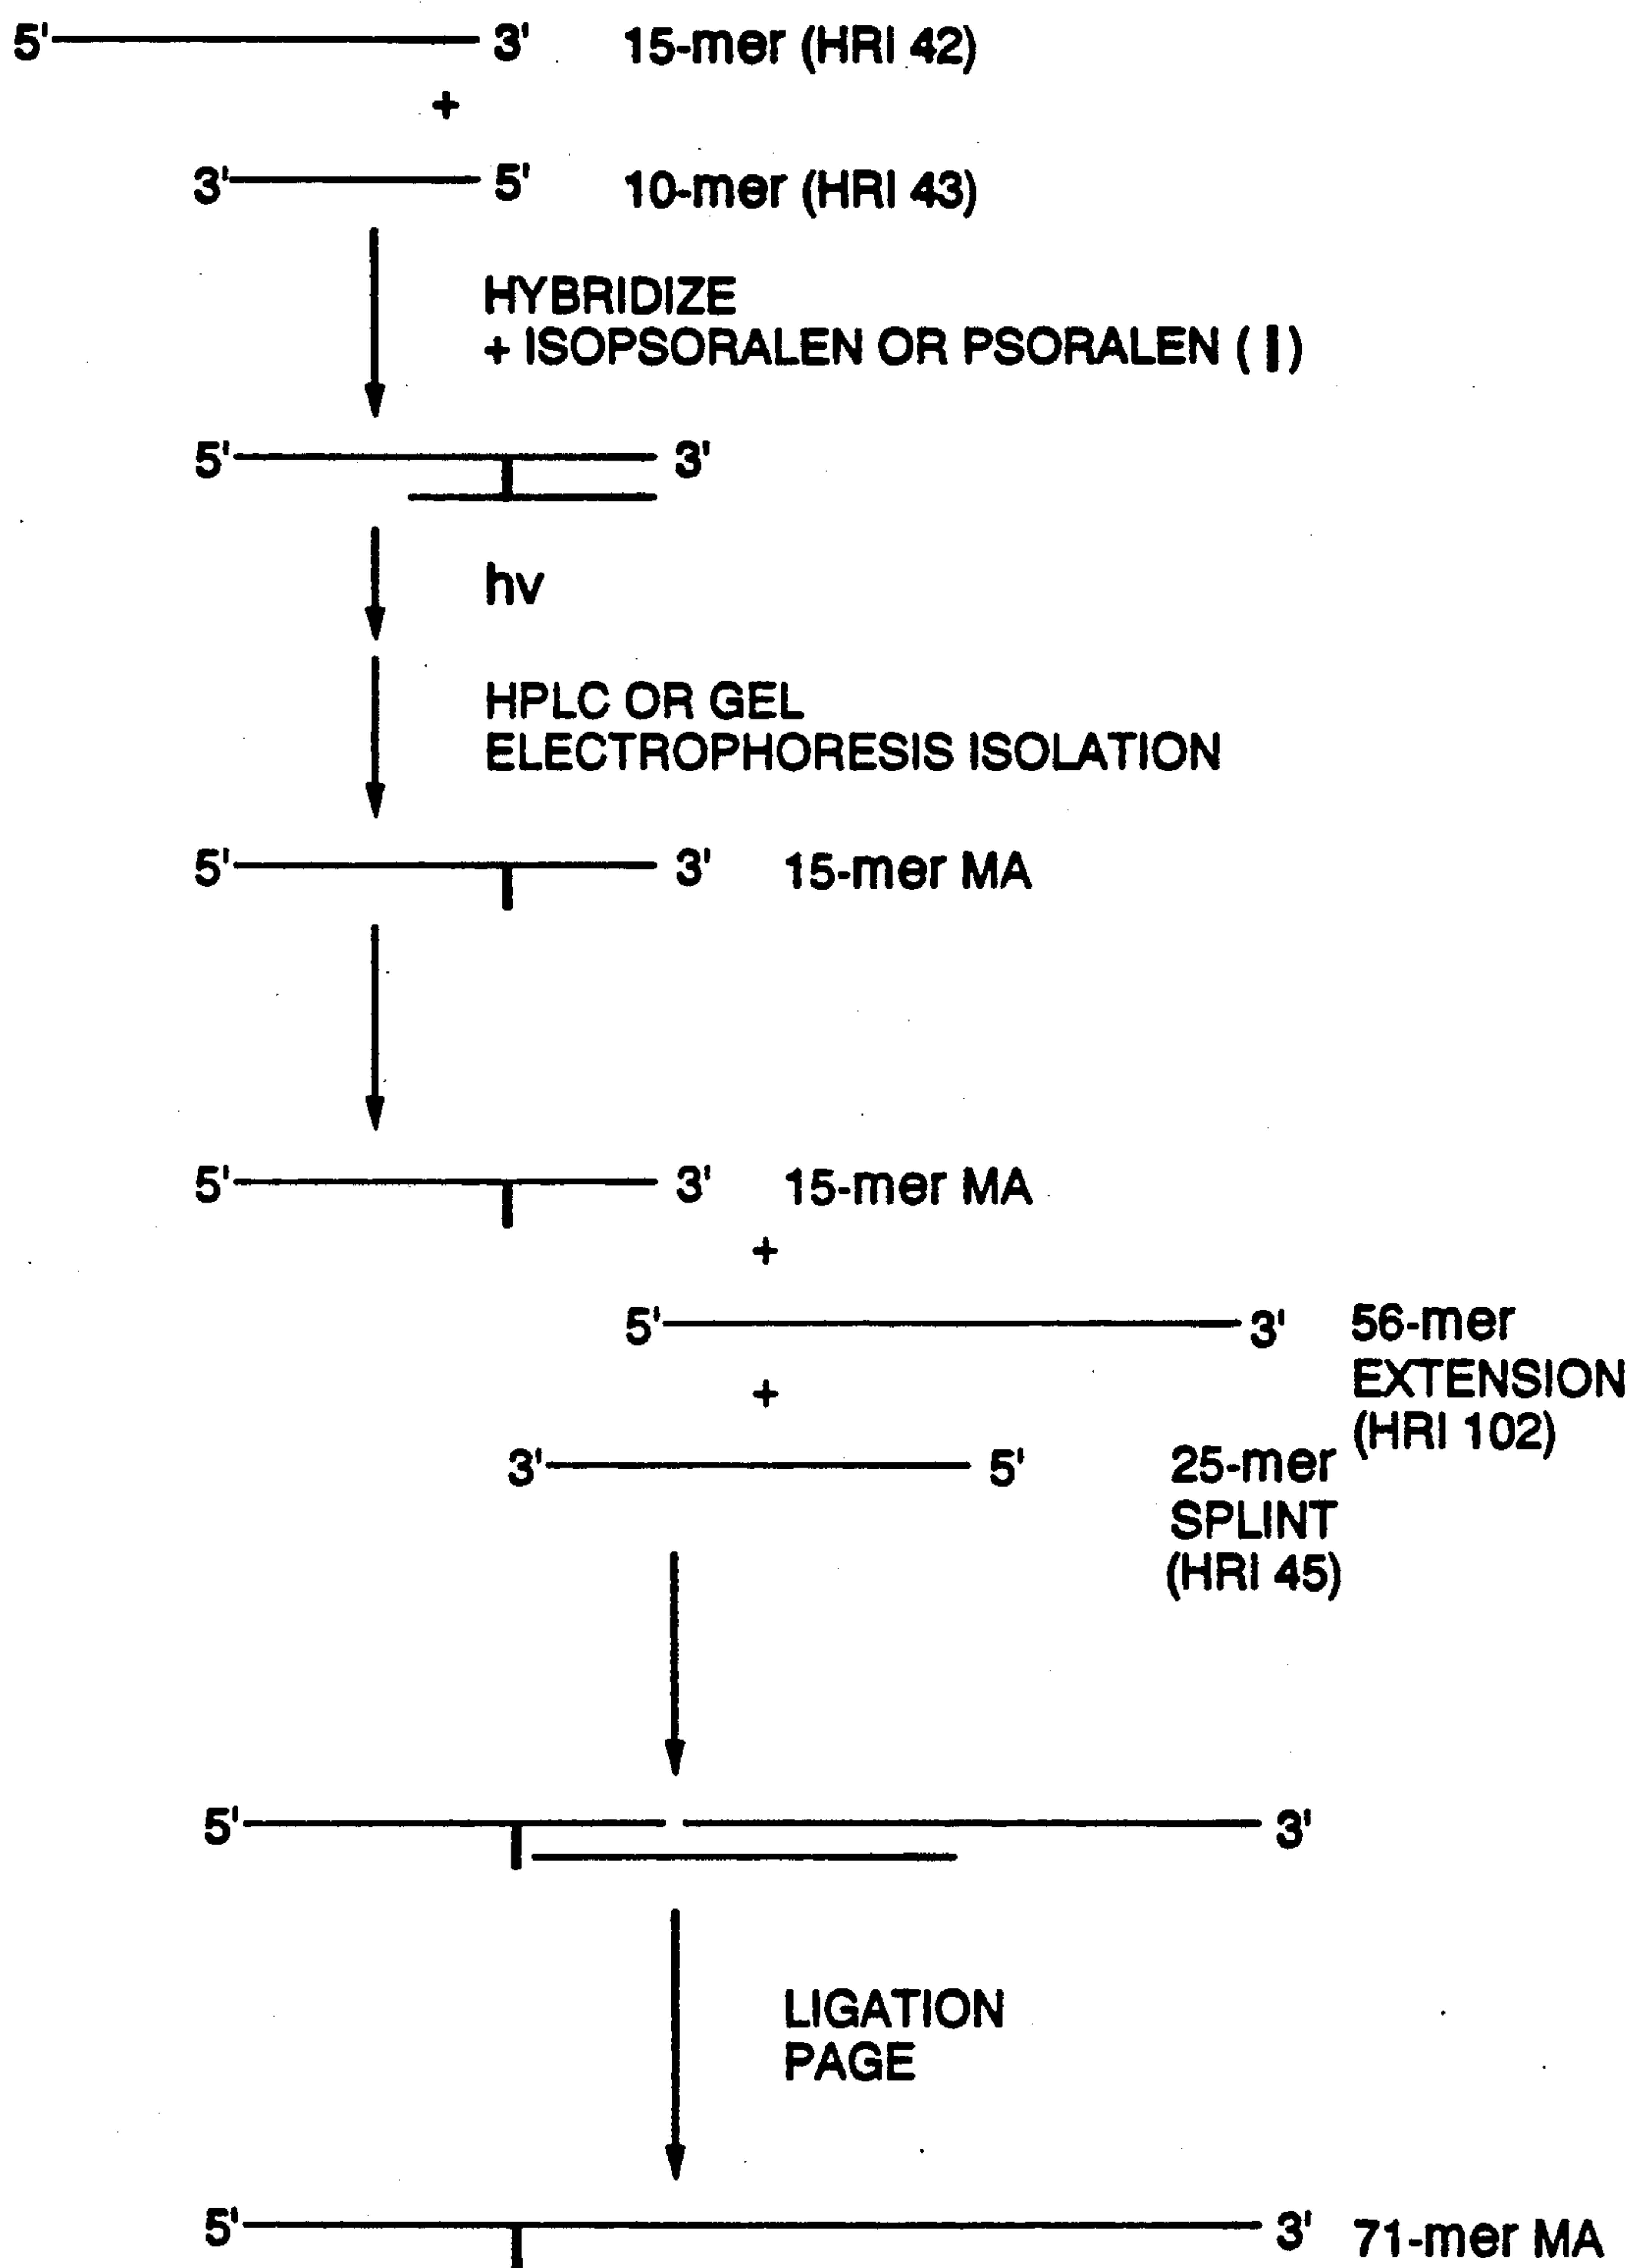 5' 3' 15-mer (HRI 42)
+
3' 5' 10-mer (HRI 43)
HYBRIDIZE
+ ISOPSORALEN OR PSORALEN ( | )
5' 3'
hν
HPLC OR GEL
ELECTROPHORESIS ISOLATION
5' 3' 15-mer MA
5' 3' 15-mer MA
+
5' 3' 56-mer
EXTENSION
(HRI 102)
+
3' 5' 25-mer
SPLINT
(HRI 45)
5' 3'
LIGATION
PAGE
5' 3' 71-mer MA